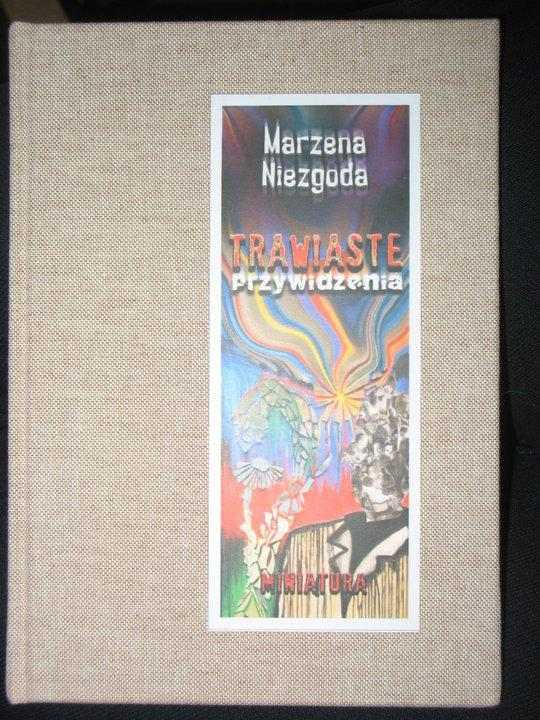 Marzena
Niezgoda
TRAWIASTE
Przywidzenia
MINIATURA